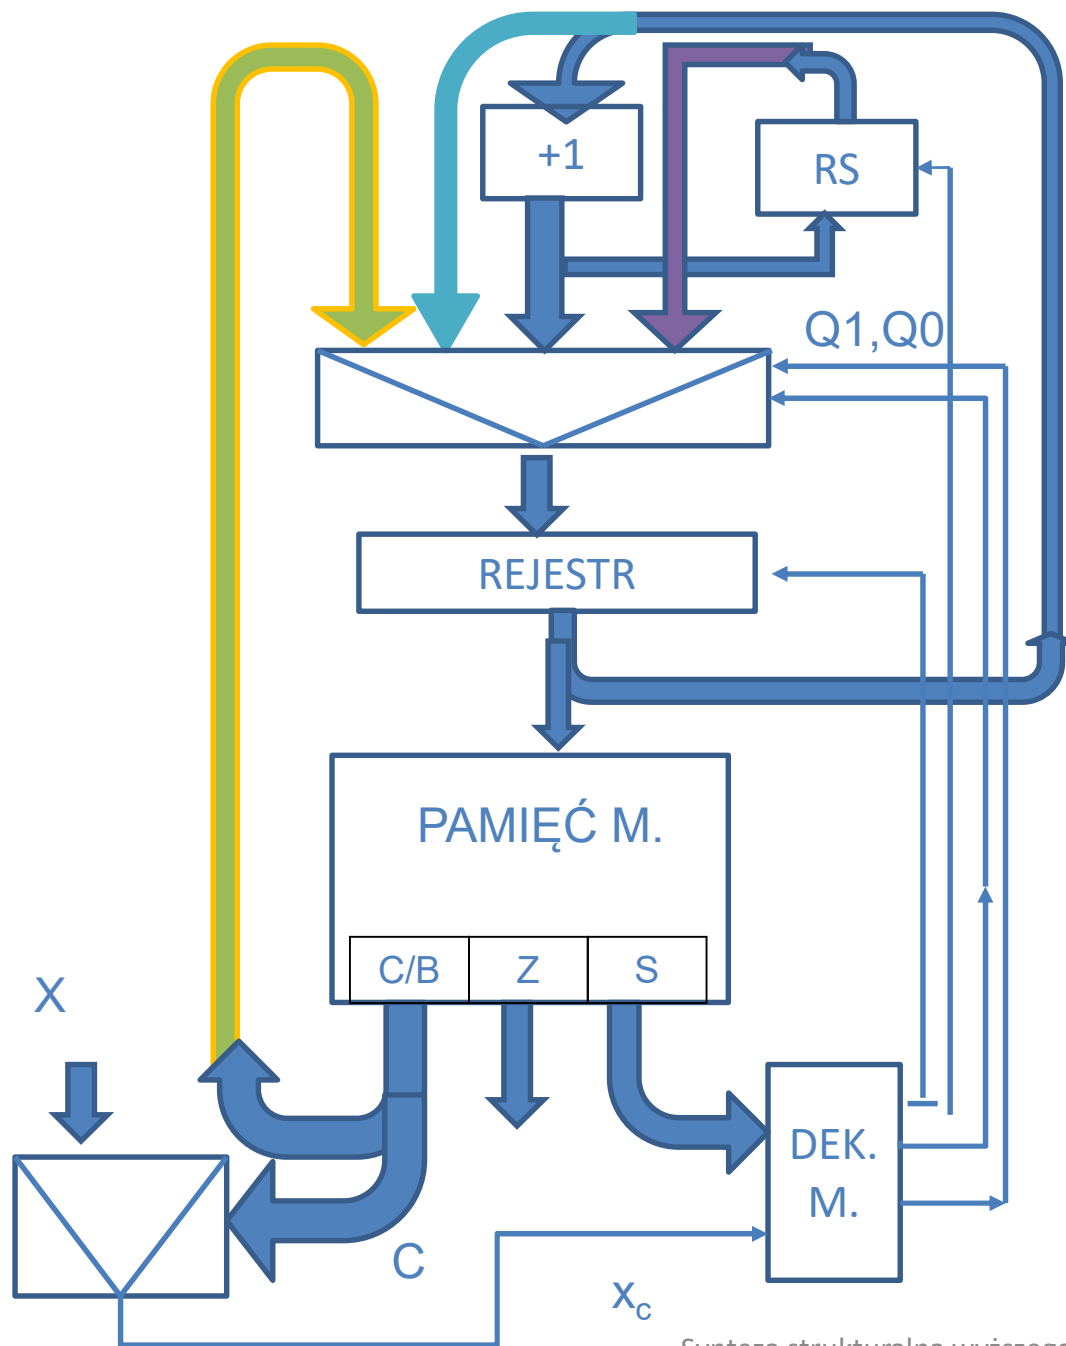 +1
RS
Q1,Q0
REJESTR
PAMIĘĆ M.
C/B Z S
X
DEK.
M.
C
xc